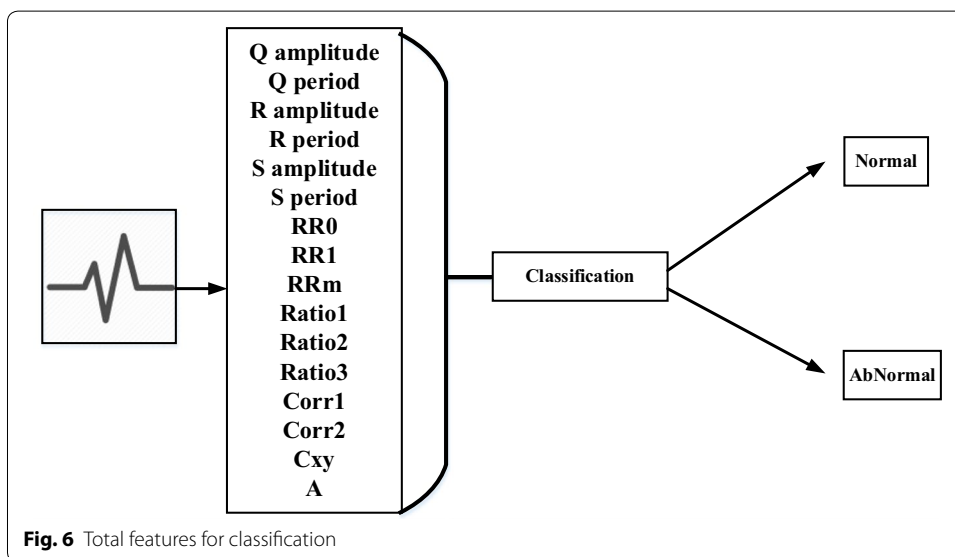 Q amplitude
Q period
R amplitude
R period
S amplitude
S period
RR0
RR1
RRm
Ratio1
Ratio2
Ratio3
Corr1
Corr2
Cxy
A
Classification
Normal
AbNormal
Fig. 6 Total features for classification